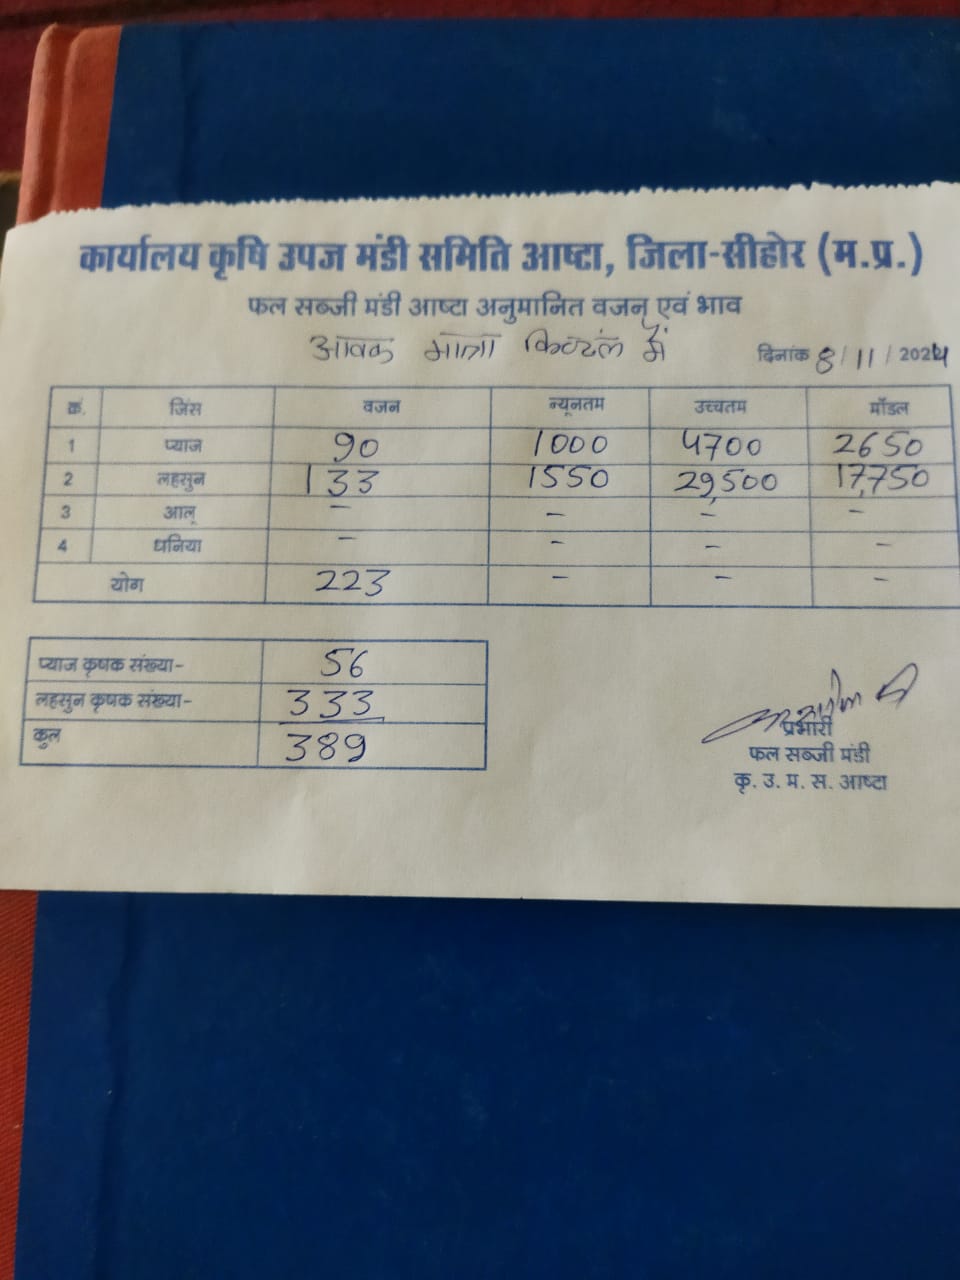 कार्यालय कृषि उपज मंडी समिति आष्टा, जिला-सीहोर (म.प्र.)
फल सब्जी मंडी आष्टा अनुमानित वजन एवं भाव
आवक मात्रा क्विंटल में
दिनांक 8/11/2024
क्रं. जिंस वजन न्यूनतम उच्चतम मॉडल
1 प्याज 90 1000 4700 2650
2 लहसुन 133 1550 29,500 17,750
3 आलू - - - -
4 धनिया - - - -
योग 223 - - -
प्याज कृषक संख्या- 56
लहसुन कृषक संख्या- 333
कुल 389
प्रभारी
फल सब्जी मंडी
कृ. उ. म. स. आष्टा